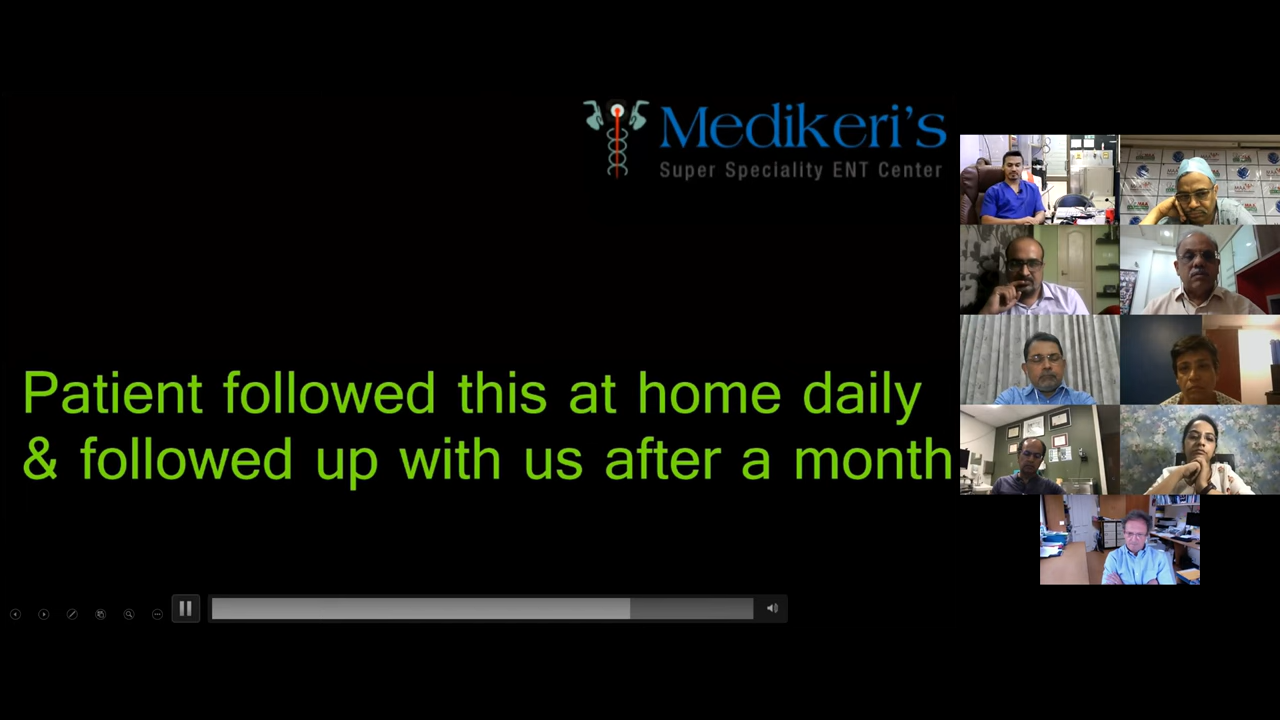 Medikeri's
Super Speciality ENT Center
Patient followed this at home daily
& followed up with us after a month